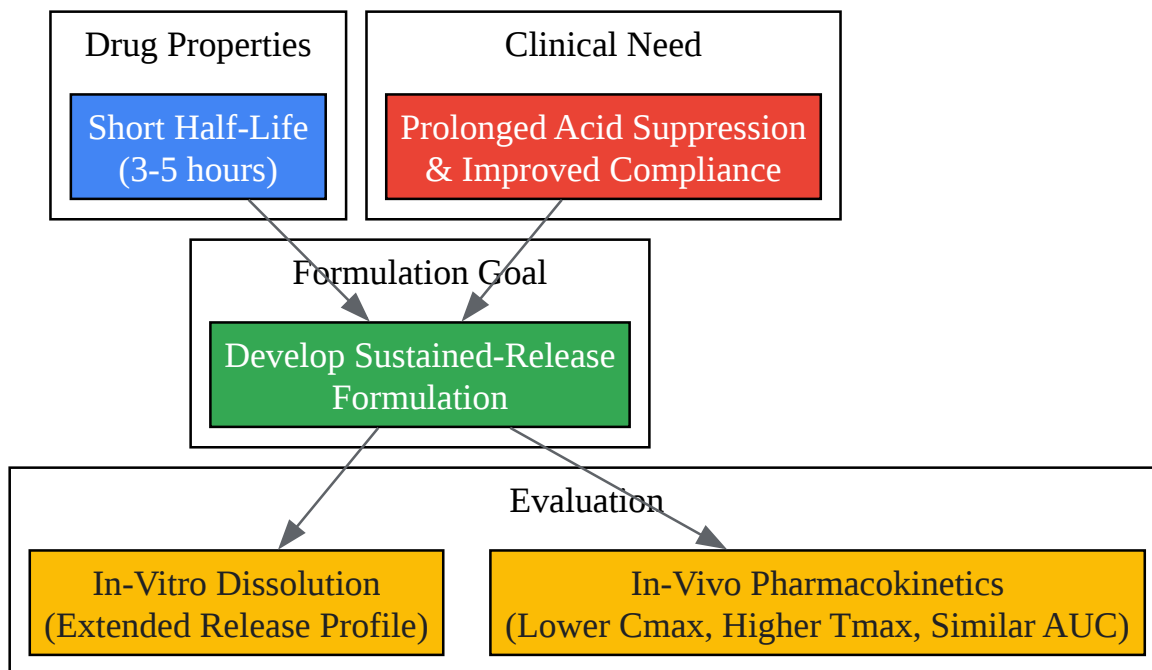 Drug Properties
Clinical Need
Short Half-Life
(3-5 hours)
Prolonged Acid Suppression
& Improved Compliance
Formulation Goal
Develop Sustained-Release
Formulation
Evaluation
In-Vitro Dissolution
(Extended Release Profile)
In-Vivo Pharmacokinetics
(Lower Cmax, Higher Tmax, Similar AUC)